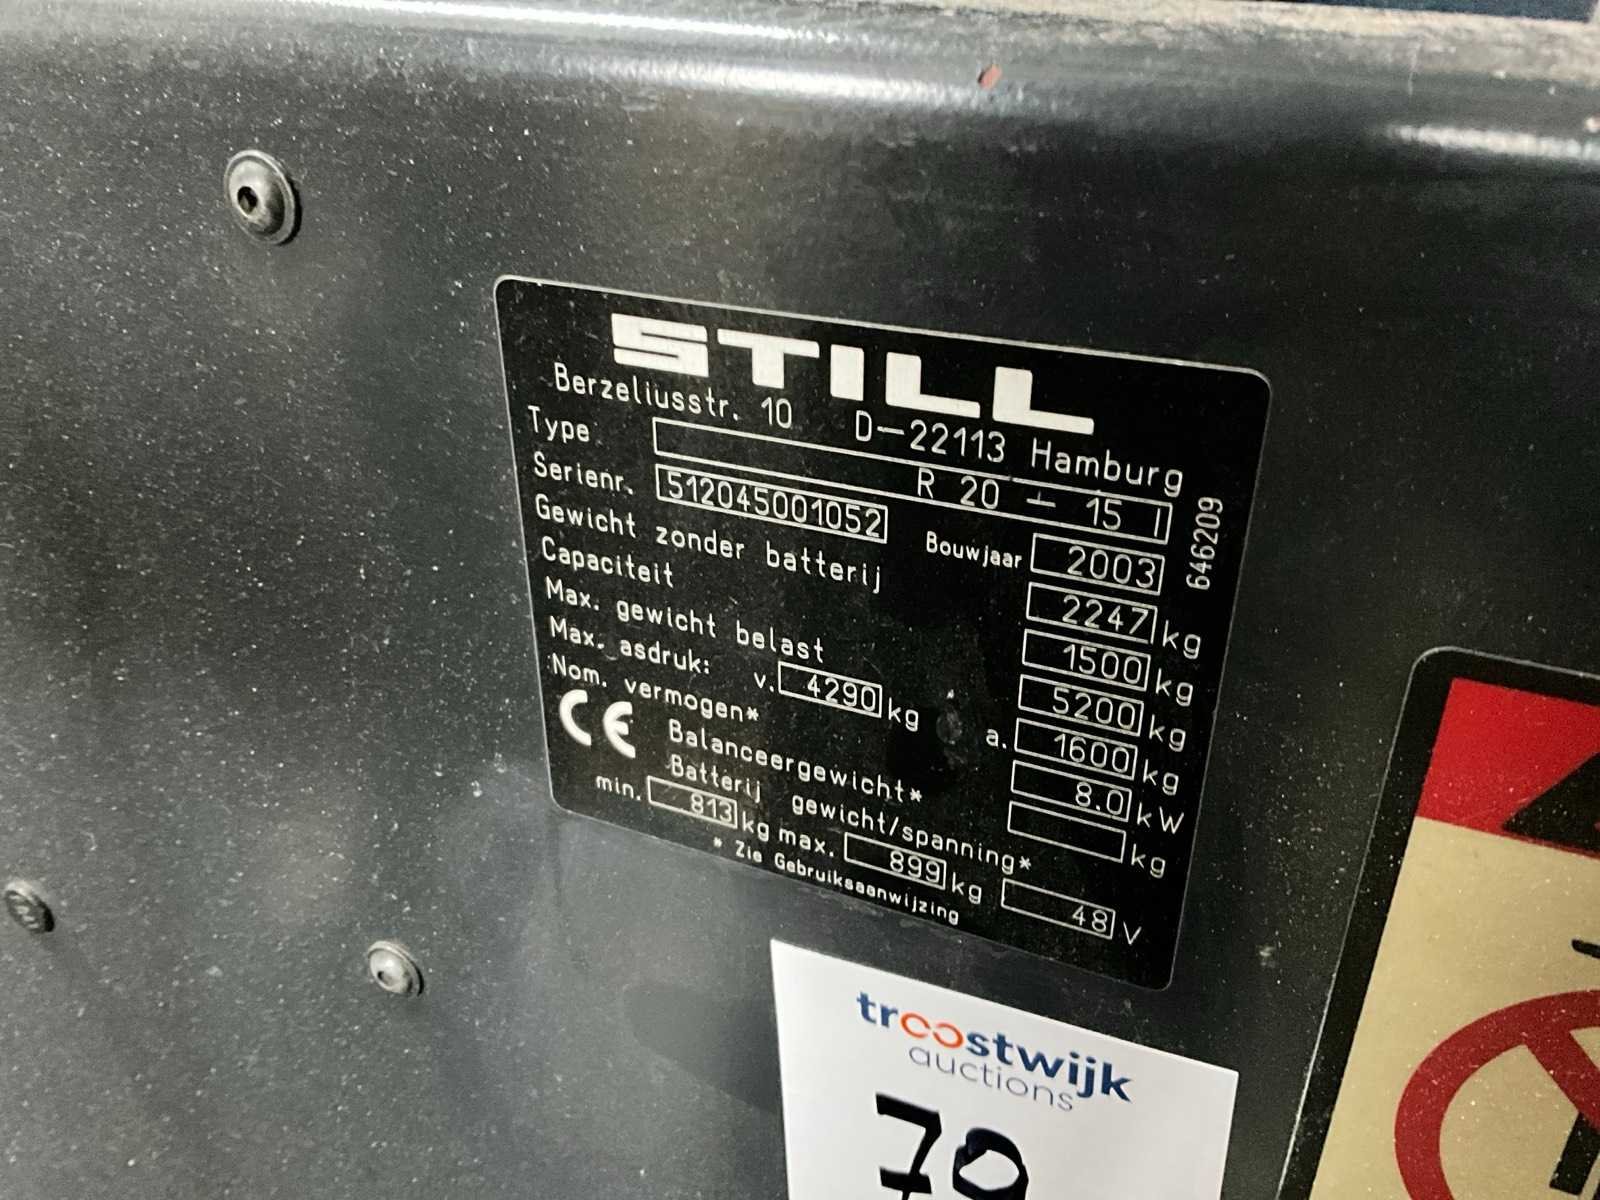 STILL
Berzeliusstr. 10 D-22113 Hamburg
Type R 20 - 15 I
Serienr. 512045001052 Bouwjaar 2003
Gewicht zonder batterij 2247 kg
Capaciteit 1500 kg
Max. gewicht belast 5200 kg
Max. asdruk: v. 4290 kg a. 1600 kg
Nom. vermogen* 8.0 kW
CE Balanceergewicht* kg
Batterij gewicht/spanning*
min. 813 kg max. 899 kg 48 V
* Zie Gebruiksaanwijzing
646209
troostwijk
auctions